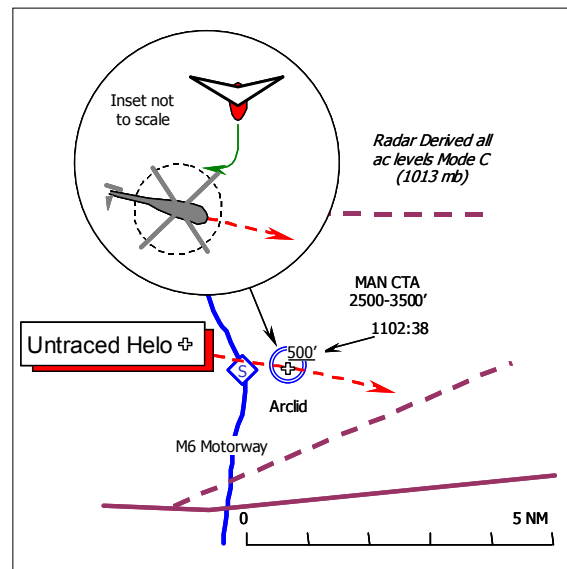 Inset not
to scale
Radar Derived all
ac levels Mode C
(1013 mb)
MAN CTA
2500-3500'
1102:38
Untraced Helo
500'
S
Arclid
M6 Motorway
0
5 NM